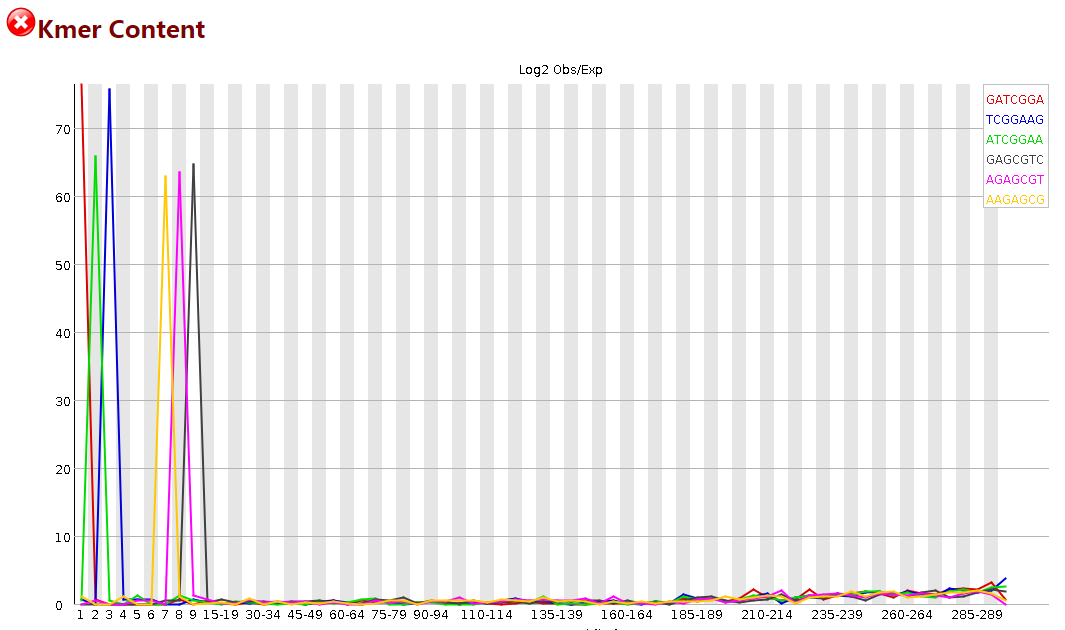 Kmer Content
Log2 Obs/Exp
GATCGGA
TCGGAAG
ATCGGAA
GAGCGTC
AGAGCGT
AAGAGCG
70
60
50
40
30
20
10
0
1 2 3 4 5 6 7 8 9 15-19 30-34 45-49 60-64 75-79 90-94 110-114 135-139 160-164 185-189 210-214 235-239 260-264 285-289